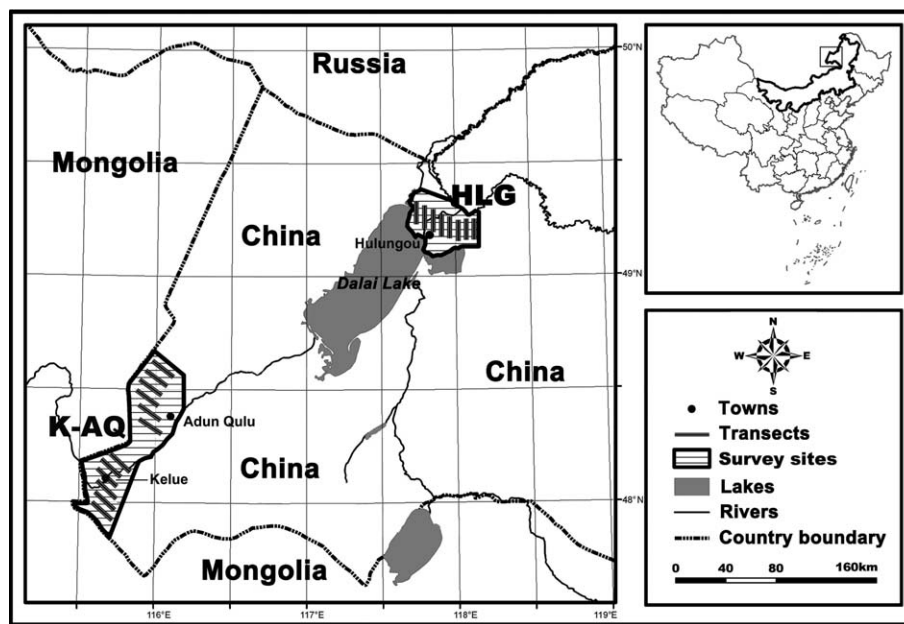 Russia
50°N
Mongolia
HLG
China
Hulungou
49°N
Dalai Lake
China
K-AQ
Adun Qulu
China
Kelue
48°N
Mongolia
116°E
117°E
118°E
119°E
N
W
E
S
Towns
Transects
Survey sites
Lakes
Rivers
Country boundary
0 40 80 160km